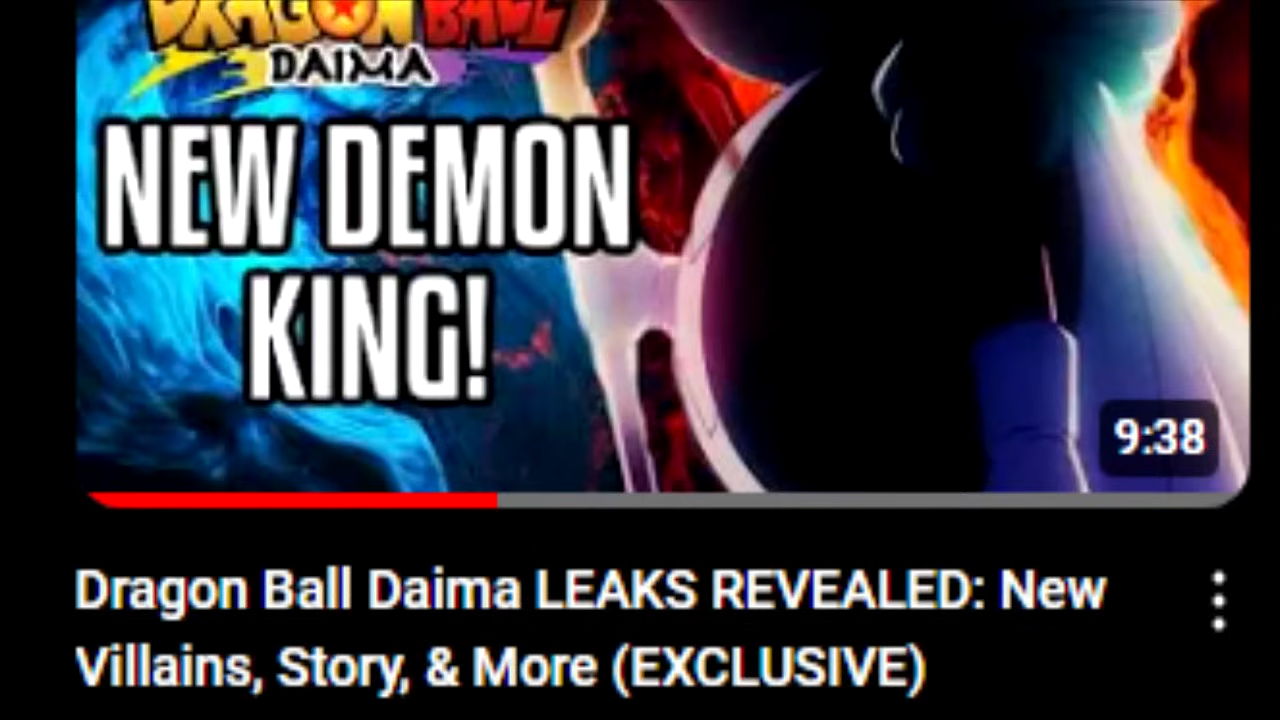 DRAGON BALL
DAIMA
NEW DEMON
KING!
9:38
Dragon Ball Daima LEAKS REVEALED: New
Villains, Story, & More (EXCLUSIVE)